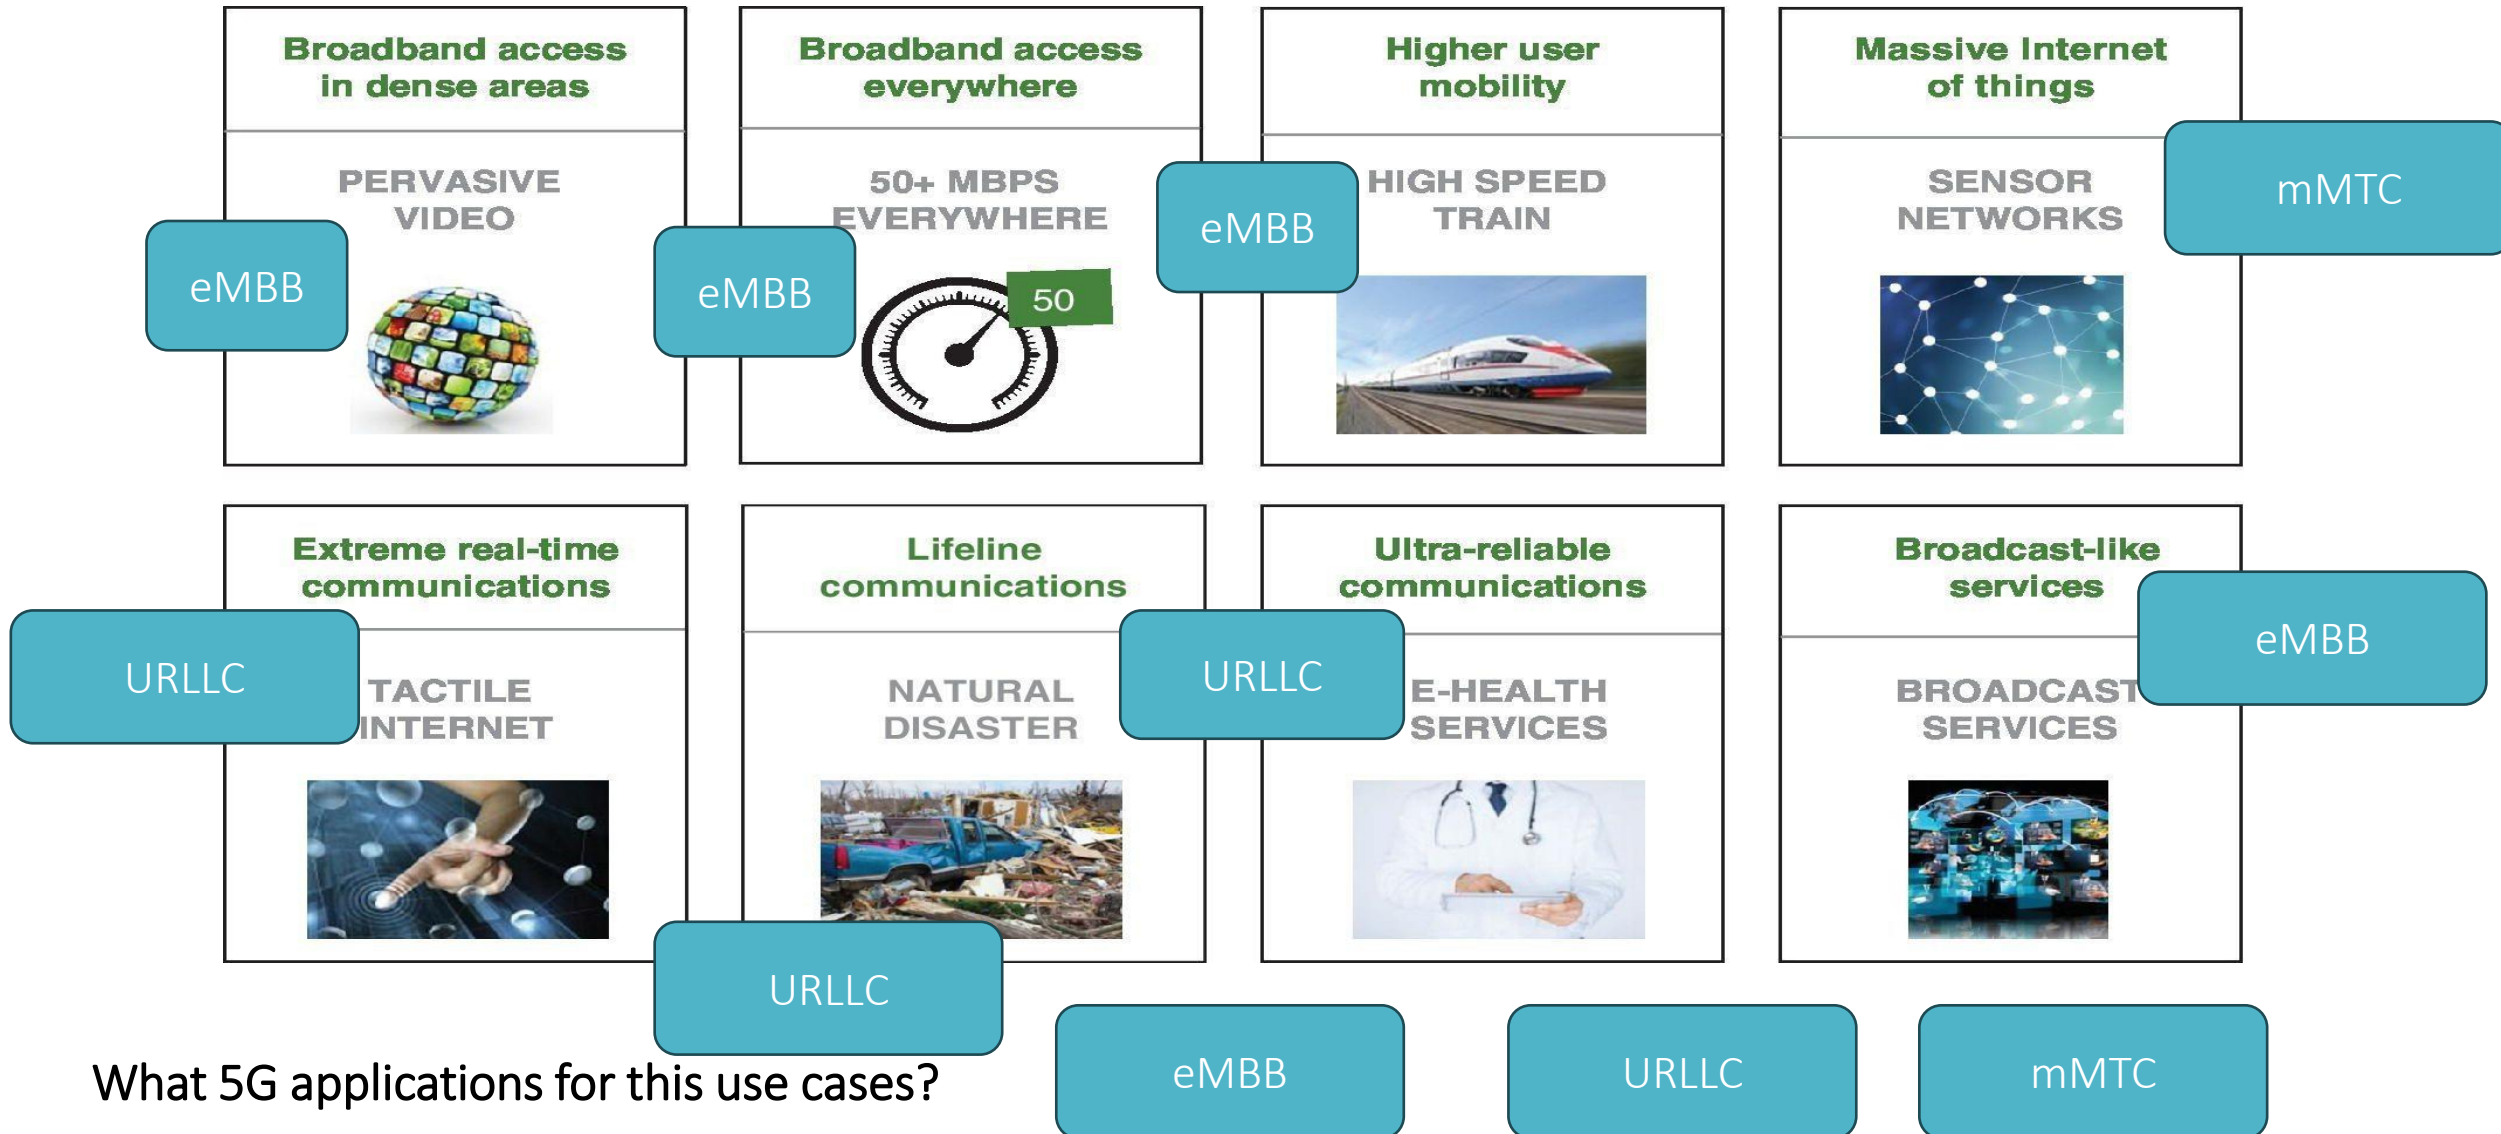 Broadband access
in dense areas
PERVASIVE
VIDEO
eMBB
Broadband access
everywhere
50+ MBPS
EVERYWHERE
50
eMBB
Higher user
mobility
HIGH SPEED
TRAIN
eMBB
Massive Internet
of things
SENSOR
NETWORKS
mMTC
Extreme real-time
communications
TACTILE
INTERNET
URLLC
Lifeline
communications
NATURAL
DISASTER
URLLC
Ultra-reliable
communications
E-HEALTH
SERVICES
URLLC
Broadcast-like
services
BROADCAST
SERVICES
eMBB
What 5G applications for this use cases?
eMBB
URLLC
mMTC